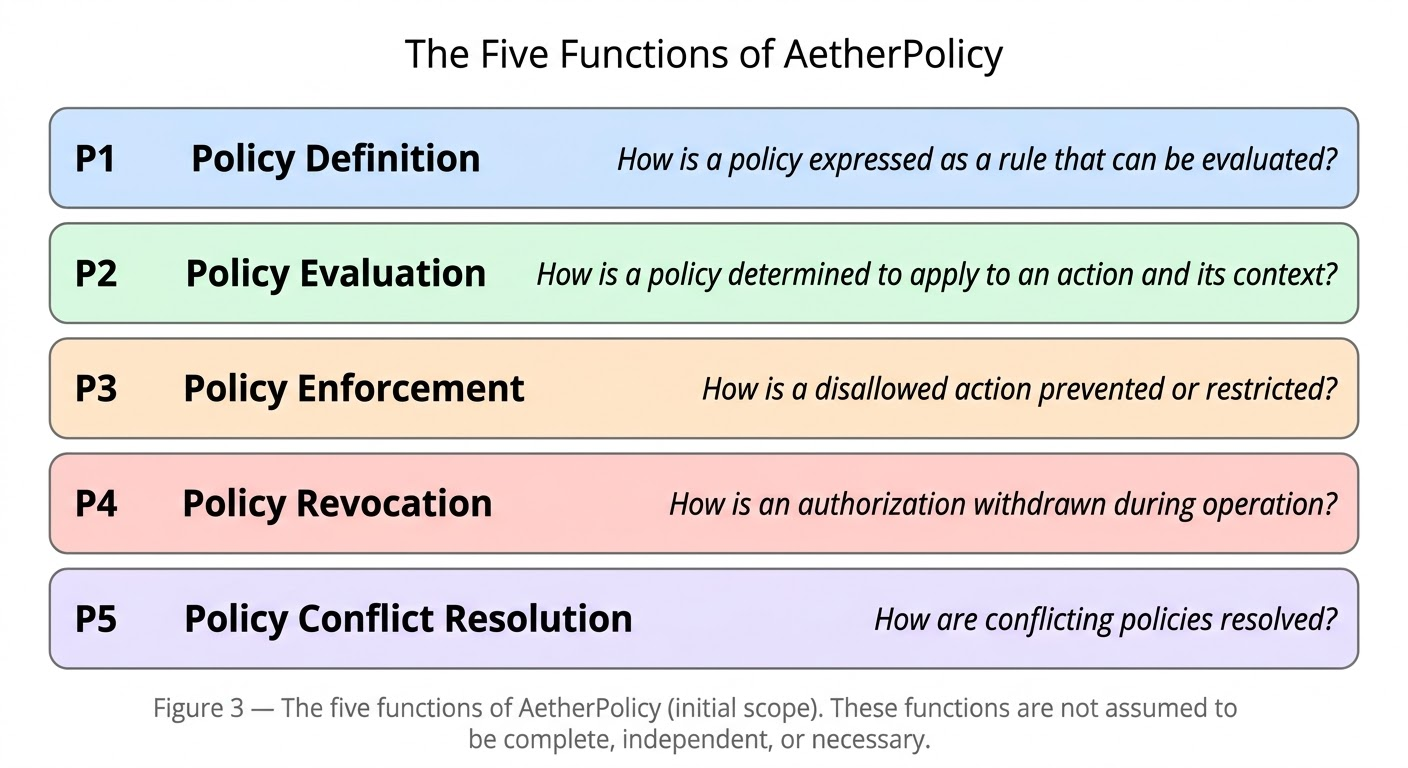 The Five Functions of AetherPolicy
P1 Policy Definition How is a policy expressed as a rule that can be evaluated?
P2 Policy Evaluation How is a policy determined to apply to an action and its context?
P3 Policy Enforcement How is a disallowed action prevented or restricted?
P4 Policy Revocation How is an authorization withdrawn during operation?
P5 Policy Conflict Resolution How are conflicting policies resolved?
Figure 3 — The five functions of AetherPolicy (initial scope). These functions are not assumed to
be complete, independent, or necessary.